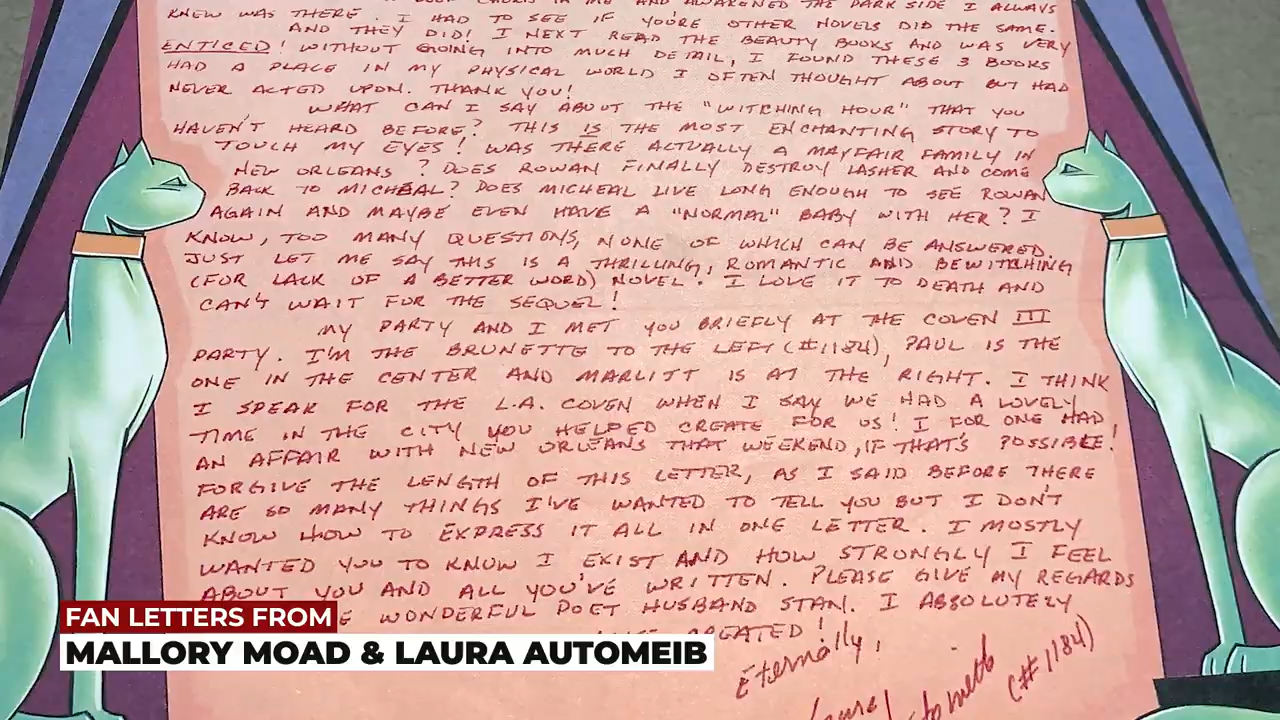 DEEP CHORD IN ME AND AWAKENED THE DARK SIDE I ALWAYS
KNEW WAS THERE. I HAD TO SEE IF YOU'RE OTHER NOVELS DID THE SAME.
AND THEY DID! I NEXT READ THE BEAUTY BOOKS AND WAS VERY
ENTICED! WITHOUT GOING INTO MUCH DETAIL, I FOUND THESE 3 BOOKS
HAD A PLACE IN MY PHYSICAL WORLD I OFTEN THOUGHT ABOUT BUT HAD
NEVER ACTED UPON. THANK YOU!
WHAT CAN I SAY ABOUT THE "WITCHING HOUR" THAT YOU
HAVEN'T HEARD BEFORE? THIS IS THE MOST ENCHANTING STORY TO
TOUCH MY EYES! WAS THERE ACTUALLY A MAYFAIR FAMILY IN
NEW ORLEANS? DOES ROWAN FINALLY DESTROY LASHER AND COME
BACK TO MICHEAL? DOES MICHEAL LIVE LONG ENOUGH TO SEE ROWAN
AGAIN AND MAYBE EVEN HAVE A "NORMAL" BABY WITH HER? I
KNOW, TOO MANY QUESTIONS, NONE OF WHICH CAN BE ANSWERED.
JUST LET ME SAY THIS IS A THRILLING, ROMANTIC AND BEWITCHING
(FOR LACK OF A BETTER WORD) NOVEL. I LOVE IT TO DEATH AND
CAN'T WAIT FOR THE SEQUEL!
MY PARTY AND I MET YOU BRIEFLY AT THE COVEN III
PARTY. I'M THE BRUNETTE TO THE LEFT (#1184), PAUL IS THE
ONE IN THE CENTER AND MARLITT IS AT THE RIGHT. I THINK
I SPEAK FOR THE L.A. COVEN WHEN I SAY WE HAD A LOVELY
TIME IN THE CITY YOU HELPED CREATE FOR US! I FOR ONE HAD
AN AFFAIR WITH NEW ORLEANS THAT WEEKEND, IF THAT'S POSSIBLE!
FORGIVE THE LENGTH OF THIS LETTER, AS I SAID BEFORE THERE
ARE SO MANY THINGS I'VE WANTED TO TELL YOU BUT I DON'T
KNOW HOW TO EXPRESS IT ALL IN ONE LETTER. I MOSTLY
WANTED YOU TO KNOW I EXIST AND HOW STRONGLY I FEEL
ABOUT YOU AND ALL YOU'VE WRITTEN. PLEASE GIVE MY REGARDS
WONDERFUL POET HUSBAND STAN. I ABSOLUTELY
CREATED!
Eternally,
(#1184)
FAN LETTERS FROM
MALLORY MOAD & LAURA AUTOMEIB